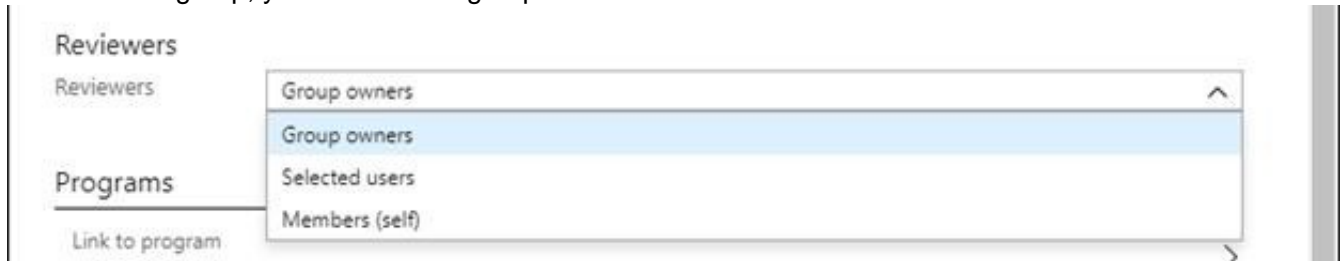 Reviewers
Reviewers
Group owners
Group owners
Selected users
Programs
Members (self)
Link to program